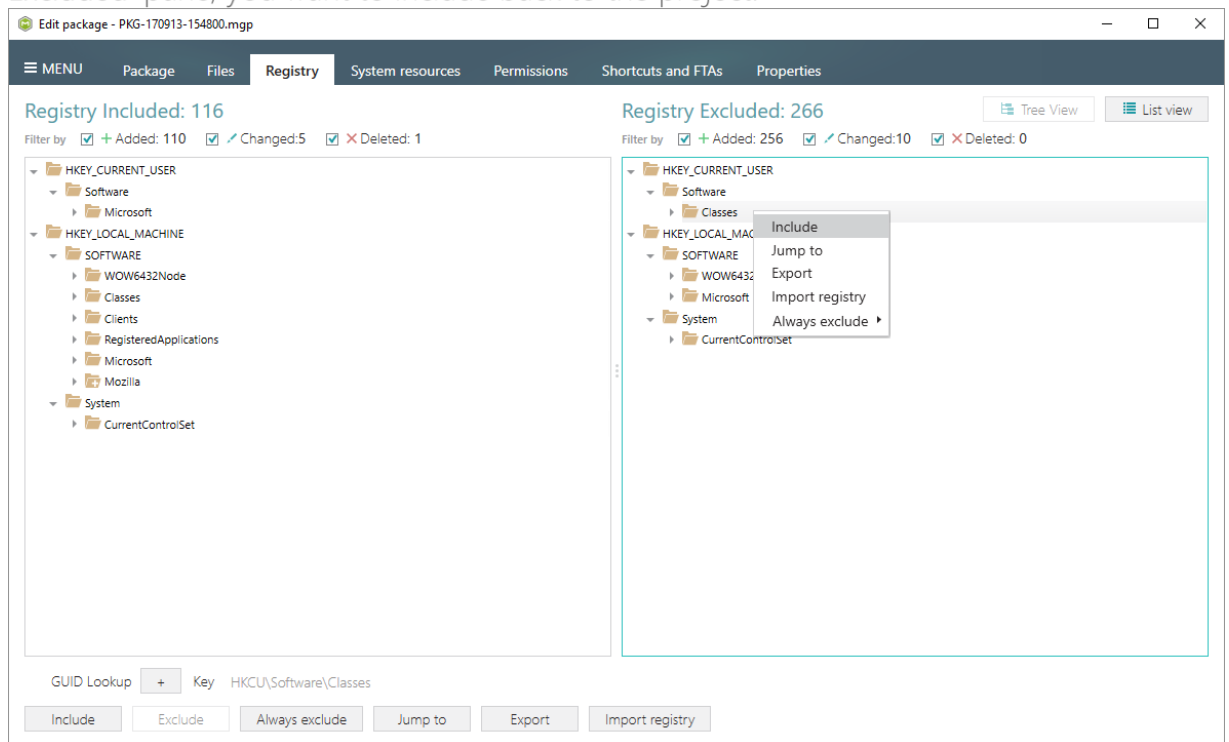 Edit package - PKG-170913-154800.mgp
MENU Package Files Registry System resources Permissions Shortcuts and FTAs Properties
Registry Included: 116
Filter by + Added: 110 Changed:5 Deleted: 1
HKEY_CURRENT_USER
Software
Microsoft
HKEY_LOCAL_MACHINE
SOFTWARE
WOW6432Node
Classes
Clients
RegisteredApplications
Microsoft
Mozilla
System
CurrentControlSet
Registry Excluded: 266
Tree View List view
Filter by + Added: 256 Changed:10 Deleted: 0
HKEY_CURRENT_USER
Software
Classes
HKEY_LOCAL_MAC
SOFTWARE
WOW6432
Microsoft
System
CurrentControlSet
Include
Jump to
Export
Import registry
Always exclude
GUID Lookup + Key HKCU\Software\Classes
Include Exclude Always exclude Jump to Export Import registry